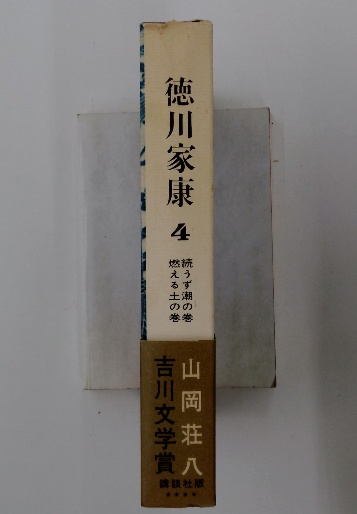 徳川家康
4
続うず潮の巻
燃える土の巻
山岡荘八
吉川文学賞
講談社版